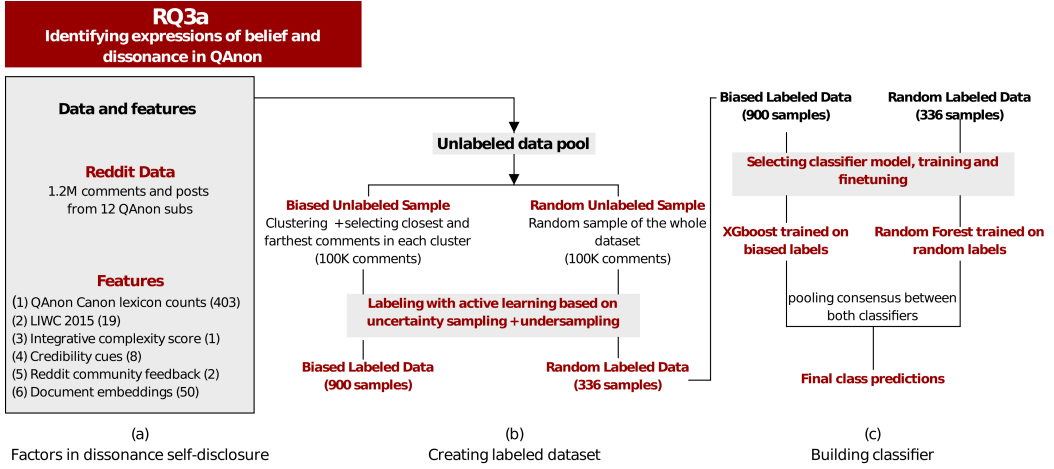 RQ3a
Identifying expressions of belief and
dissonance in QAnon
Data and features
Reddit Data
1.2M comments and posts
from 12 QAnon subs
Features
(1) QAnon Canon lexicon counts (403)
(2) LIWC 2015 (19)
(3) Integrative complexity score (1)
(4) Credibility cues (8)
(5) Reddit community feedback (2)
(6) Document embeddings (50)
(a)
Factors in dissonance self-disclosure
Unlabeled data pool
Biased Unlabeled Sample
Clustering +selecting closest and
farthest comments in each cluster
(100K comments)
Random Unlabeled Sample
Random sample of the whole
dataset
(100K comments)
Labeling with active learning based on
uncertainty sampling+undersampling
Biased Labeled Data
(900 samples)
Random Labeled Data
(336 samples)
(b)
Creating labeled dataset
Biased Labeled Data
(900 samples)
Random Labeled Data
(336 samples)
Selecting classifier model, training and
finetuning
XGboost trained on
biased labels
Random Forest trained on
random labels
pooling consensus between
both classifiers
Final class predictions
(c)
Building classifier